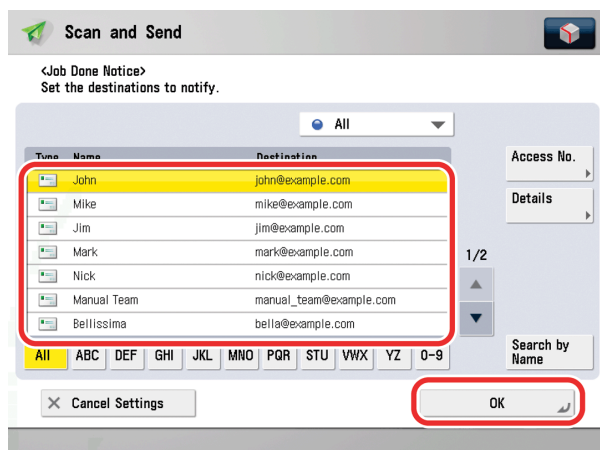 Scan and Send
<Job Done Notice>
Set the destinations to notify.
All
Type Name Destination
Access No.
John john@example.com
Mike mike@example.com
Details
Jim jim@example.com
Mark mark@example.com
1/2
Nick nick@example.com
Manual Team manual_team@example.com
Bellissima bella@example.com
Search by
Name
All ABC DEF GHI JKL MNO PQR STU VWX YZ 0-9
Cancel Settings
OK